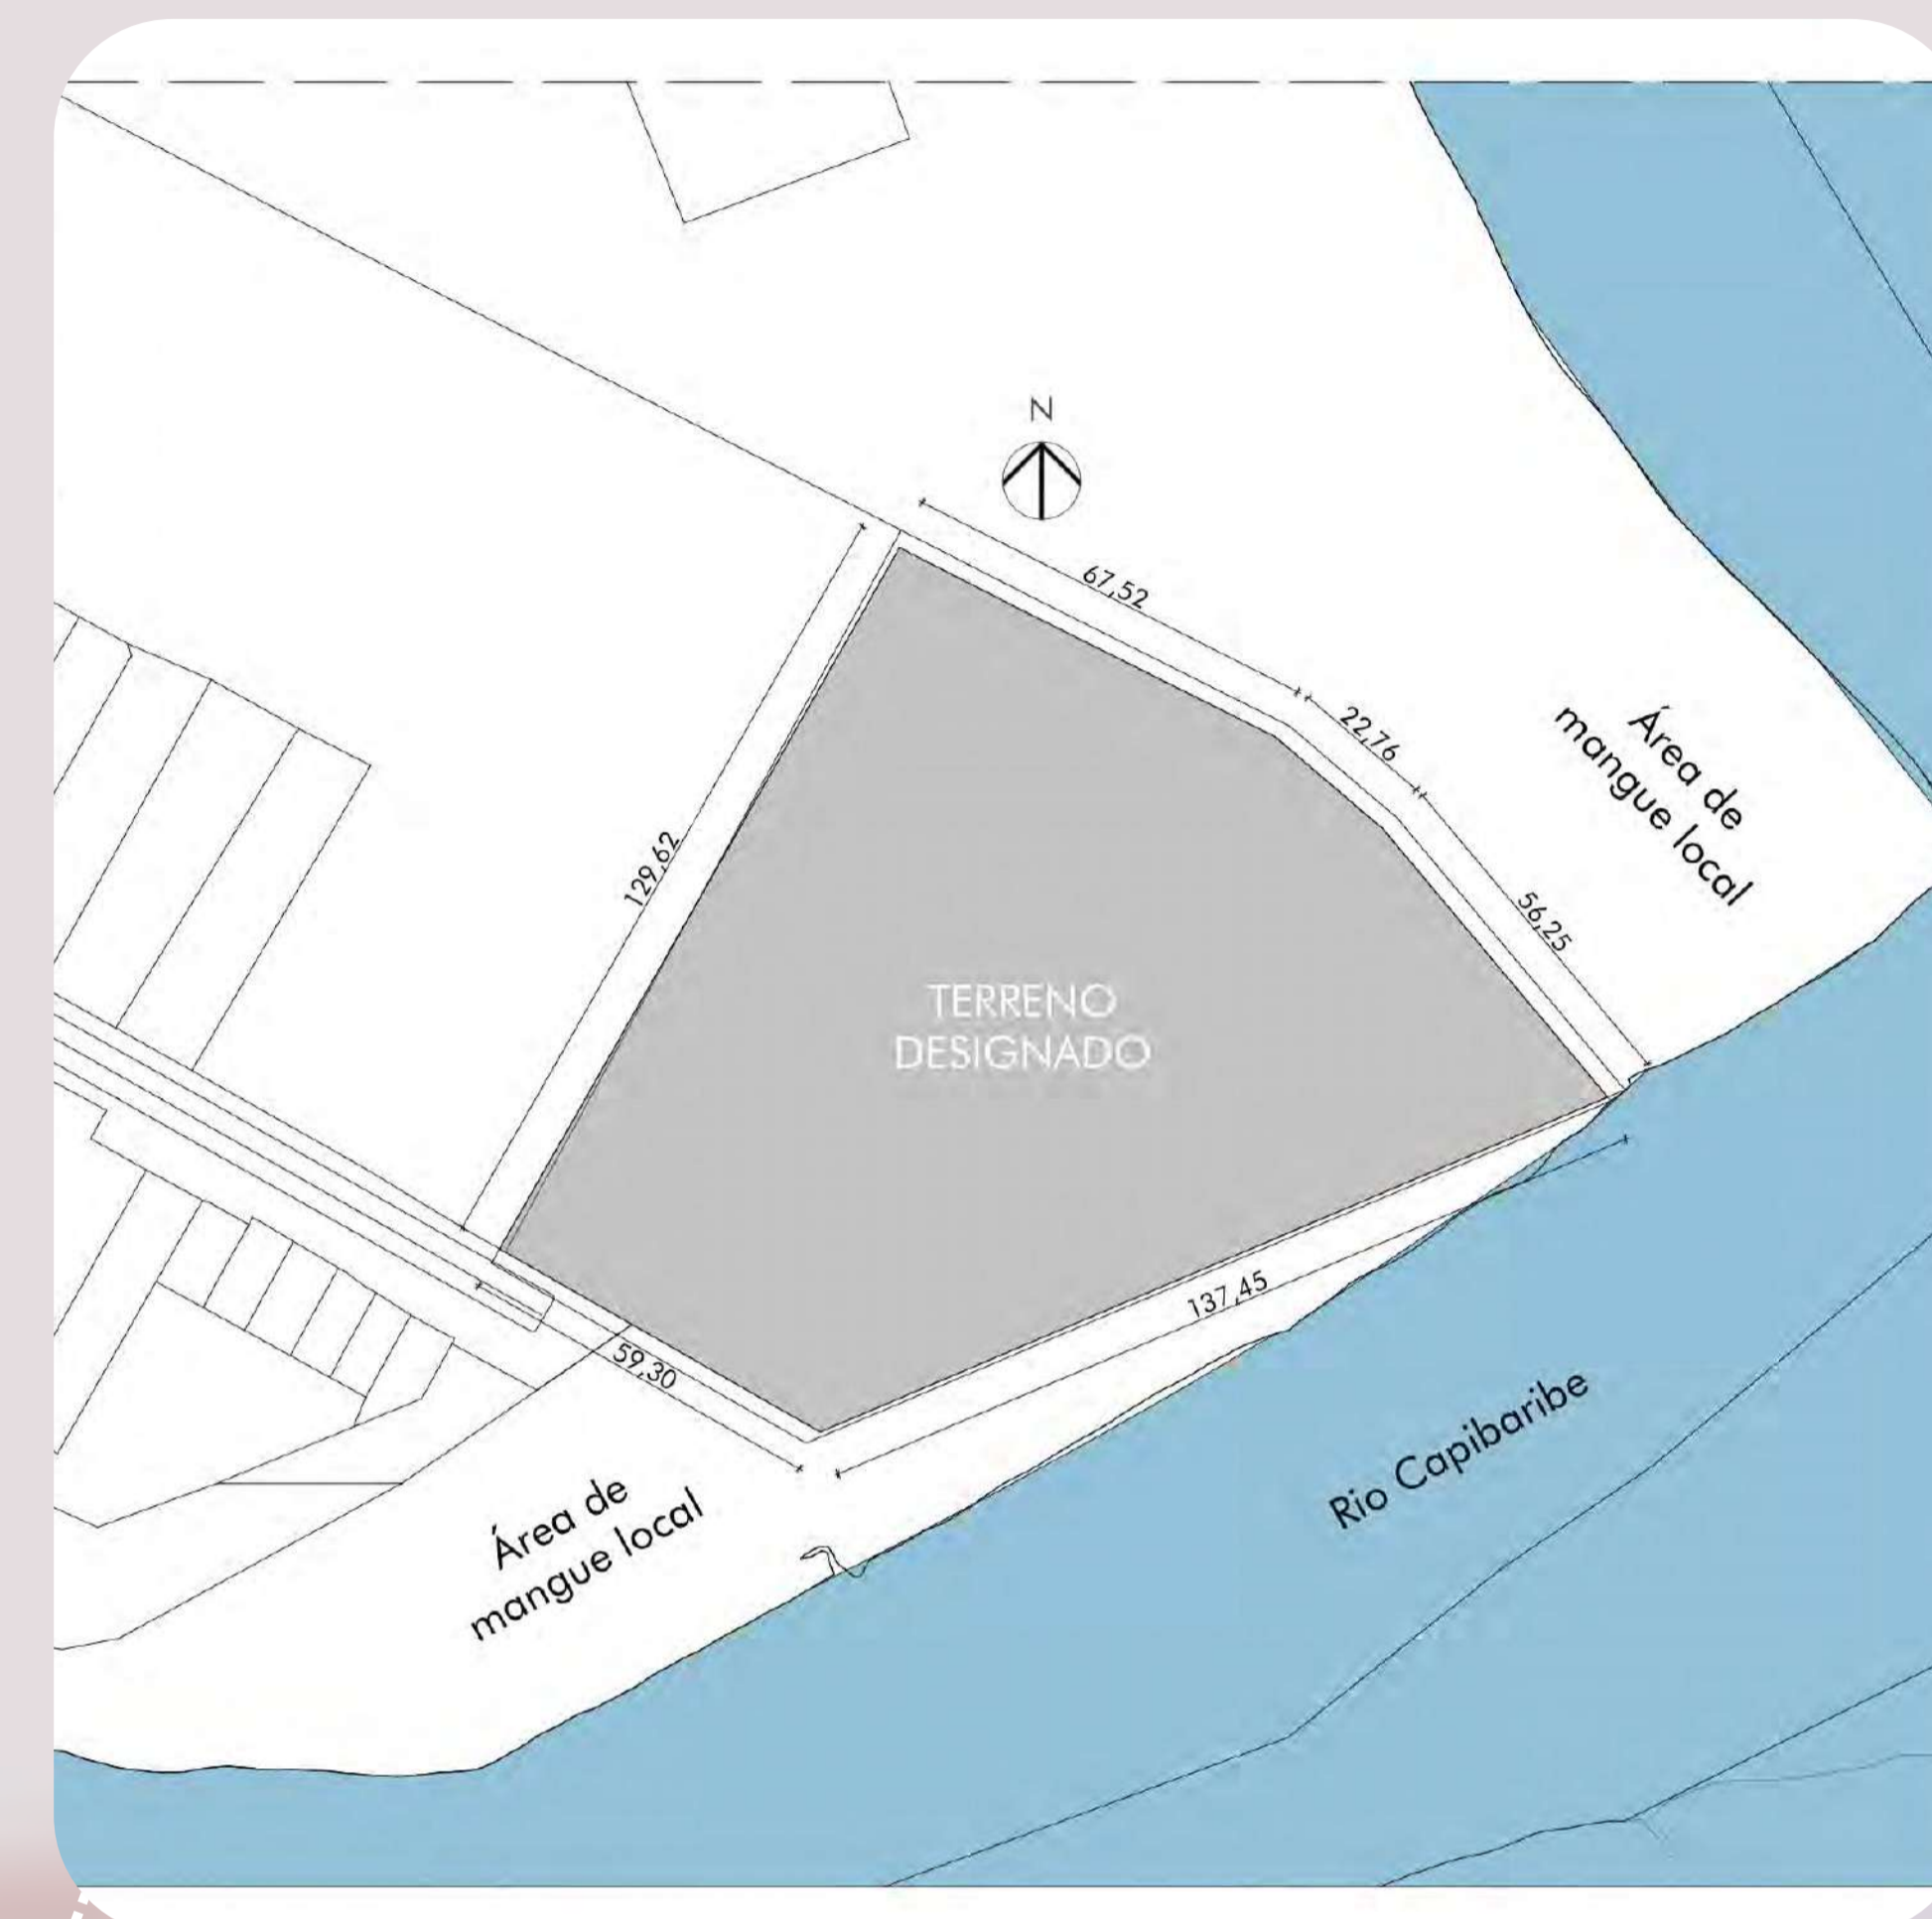 N
67,52
22,76
Área de
mangue local
129,62
56,25
TERRENO
DESIGNADO
137,45
59,30
Rio Capibaribe
Área de
mangue local